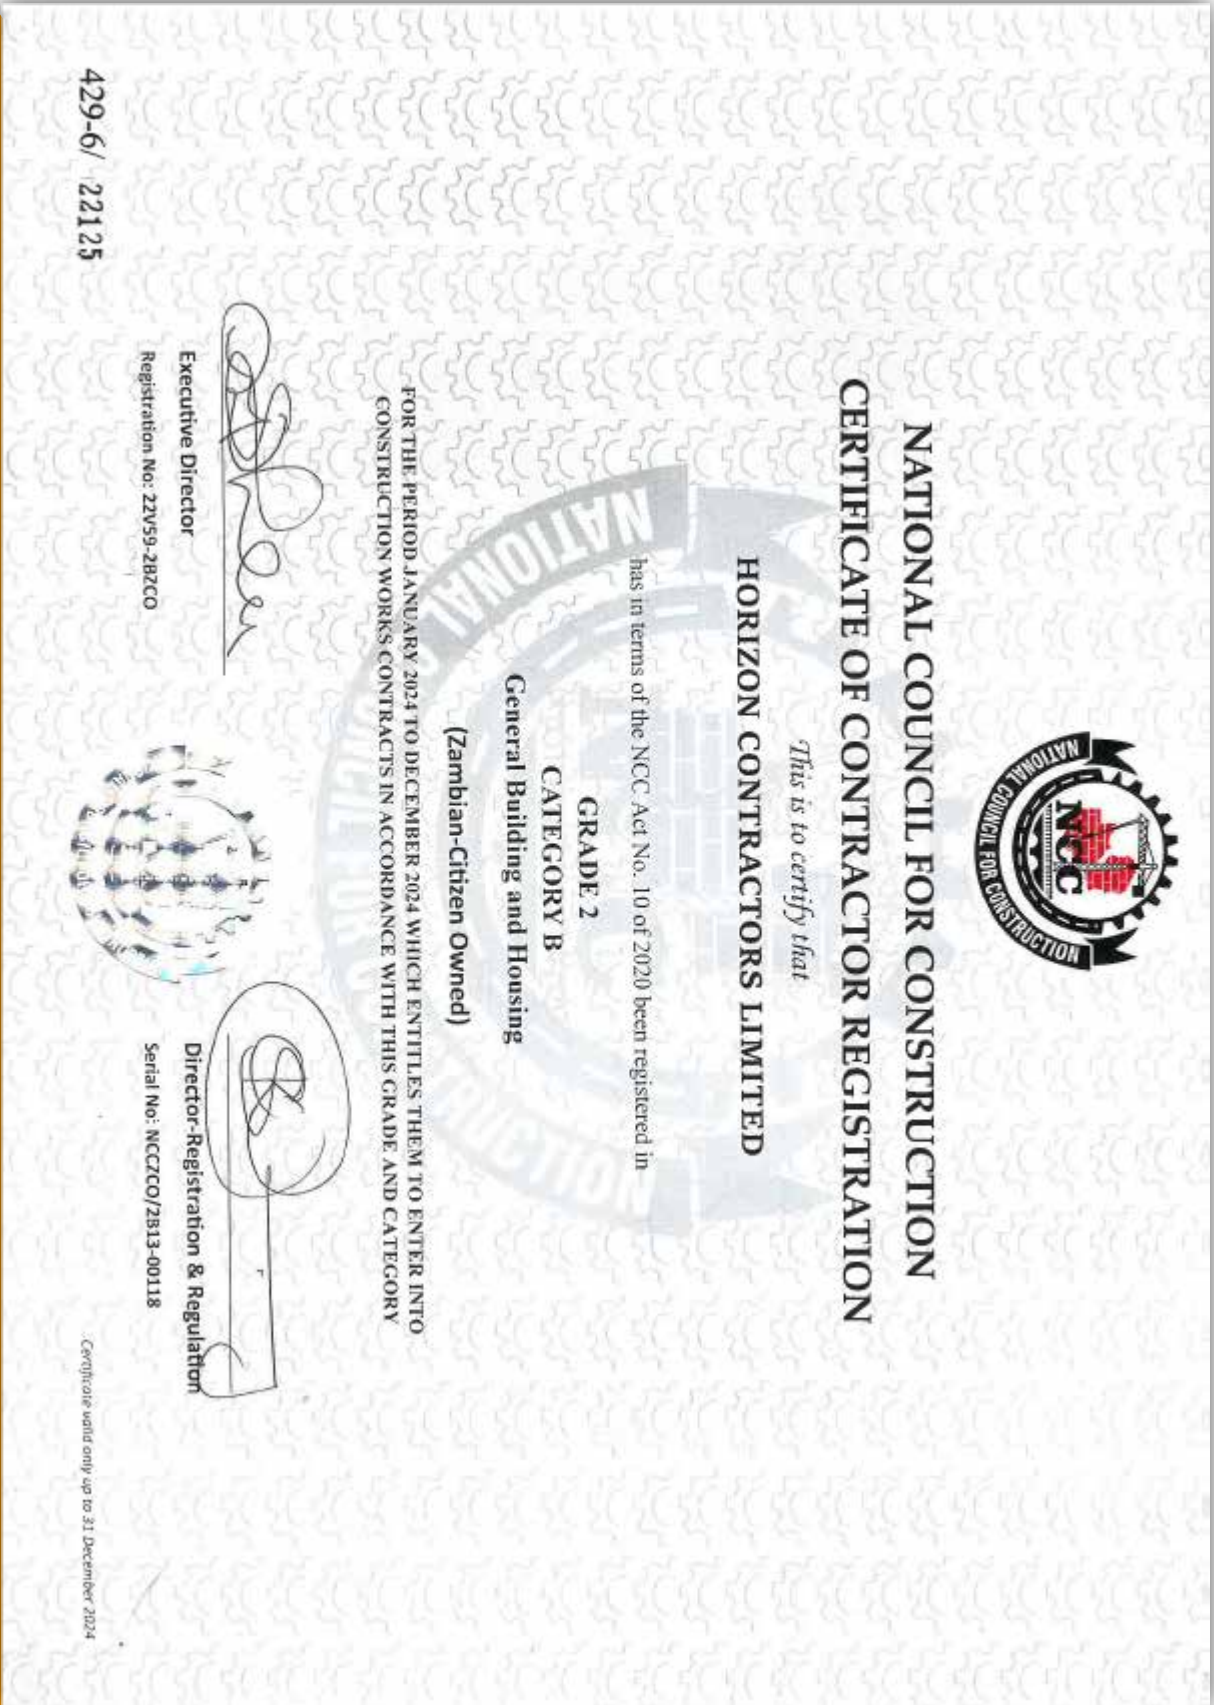 NATIONAL COUNCIL FOR CONSTRUCTION
NCC
NATIONAL COUNCIL FOR CONSTRUCTION
CERTIFICATE OF CONTRACTOR REGISTRATION
This is to certify that
HORIZON CONTRACTORS LIMITED
has in terms of the NCC Act No. 10 of 2020 been registered in
GRADE 2
CATEGORY B
General Building and Housing
(Zambian-Citizen Owned)
FOR THE PERIOD JANUARY 2024 TO DECEMBER 2024 WHICH ENTITLES THEM TO ENTER INTO
CONSTRUCTION WORKS CONTRACTS IN ACCORDANCE WITH THIS GRADE AND CATEGORY
Executive Director
Registration No: 22V59-2BZCO
Director-Registration & Regulation
Serial No: NCCZCO/2B13-00118
429-6/ 22125
Certificate valid only up to 31 December 2024